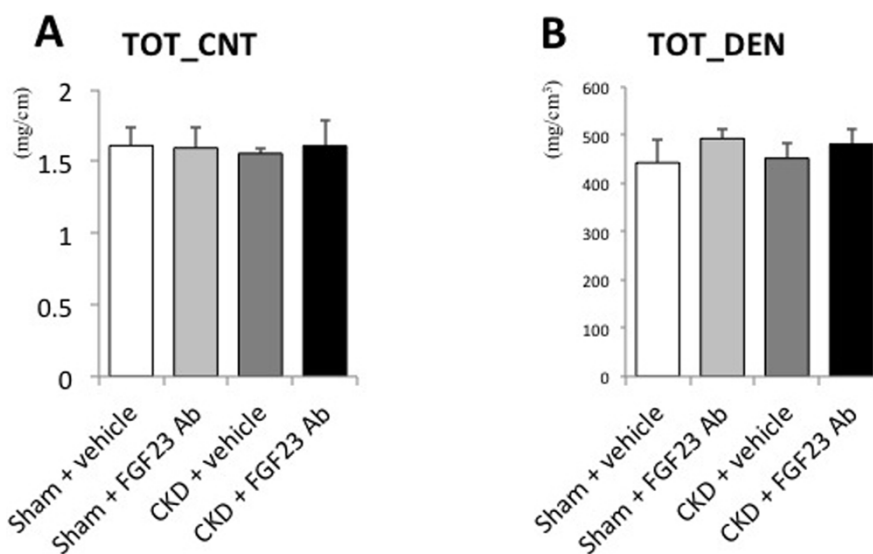 A
TOT_CNT
(mg/cm)
2
1.5
1
0.5
0
Sham + vehicle
Sham + FGF23 Ab
CKD + vehicle
CKD + FGF23 Ab
B
TOT_DEN
(mg/cm³)
600
500
400
300
200
100
0
Sham + vehicle
Sham + FGF23 Ab
CKD + vehicle
CKD + FGF23 Ab